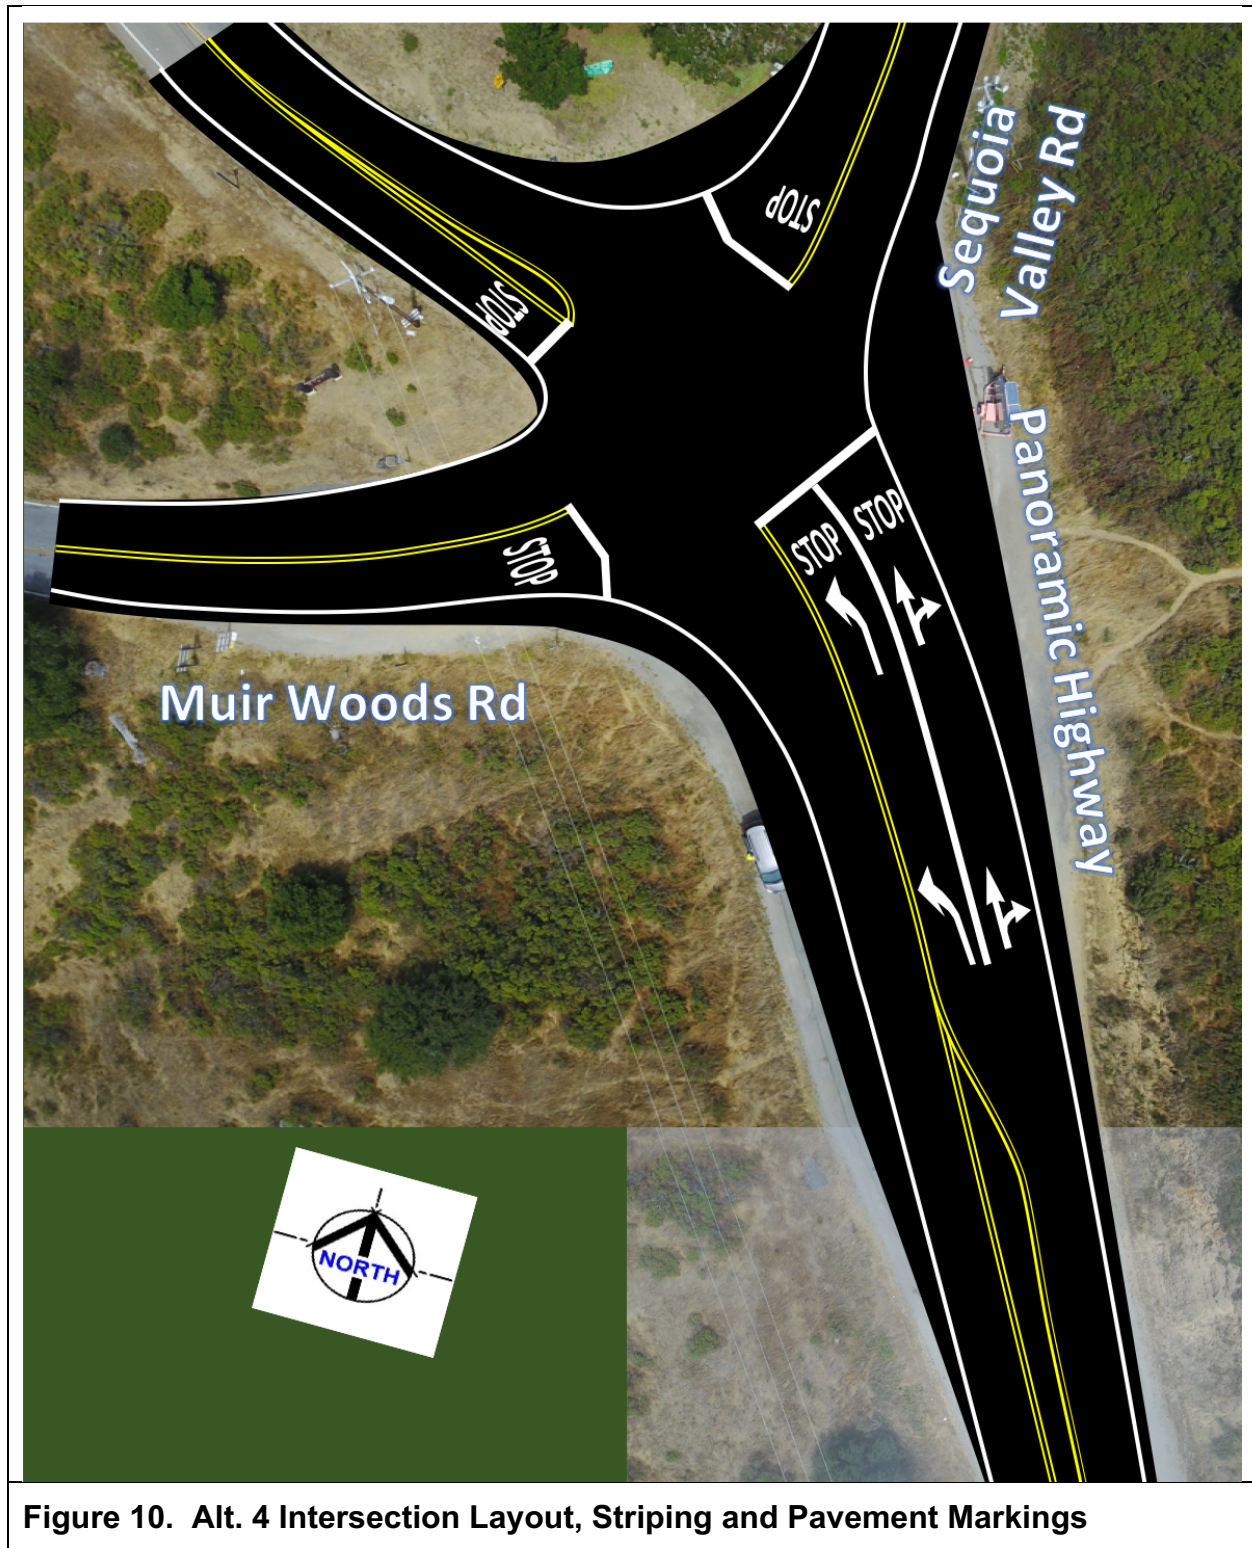 STOP
Sequoia
Valley Rd
STOP
STOP
STOP
STOP
Panoramic Highway
Muir Woods Rd
NORTH
Figure 10.  Alt. 4 Intersection Layout, Striping and Pavement Markings